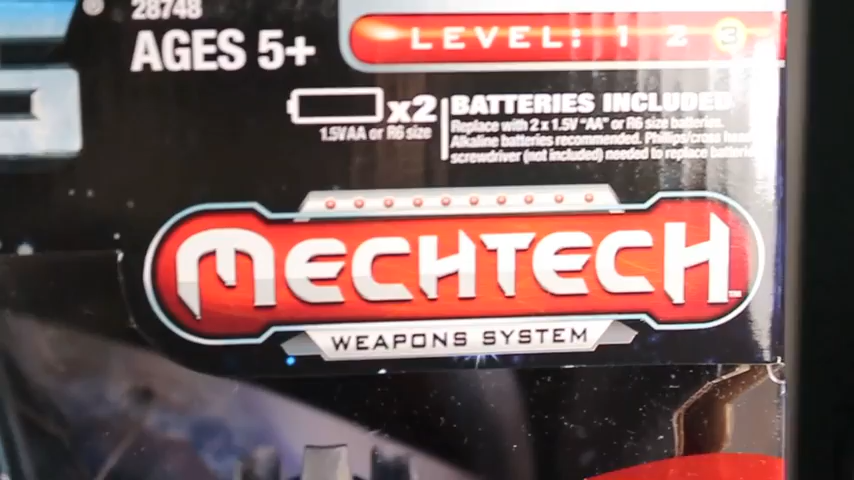 28748
AGES 5+
LEVEL: 1 2 3
x2
1.5V AA or R6 size
BATTERIES INCLUDED
Replace with 2 x 1.5V "AA" or R6 size batteries.
Alkaline batteries recommended. Phillips/cross head
screwdriver (not included) needed to replace
MECHTECH™
WEAPONS SYSTEM